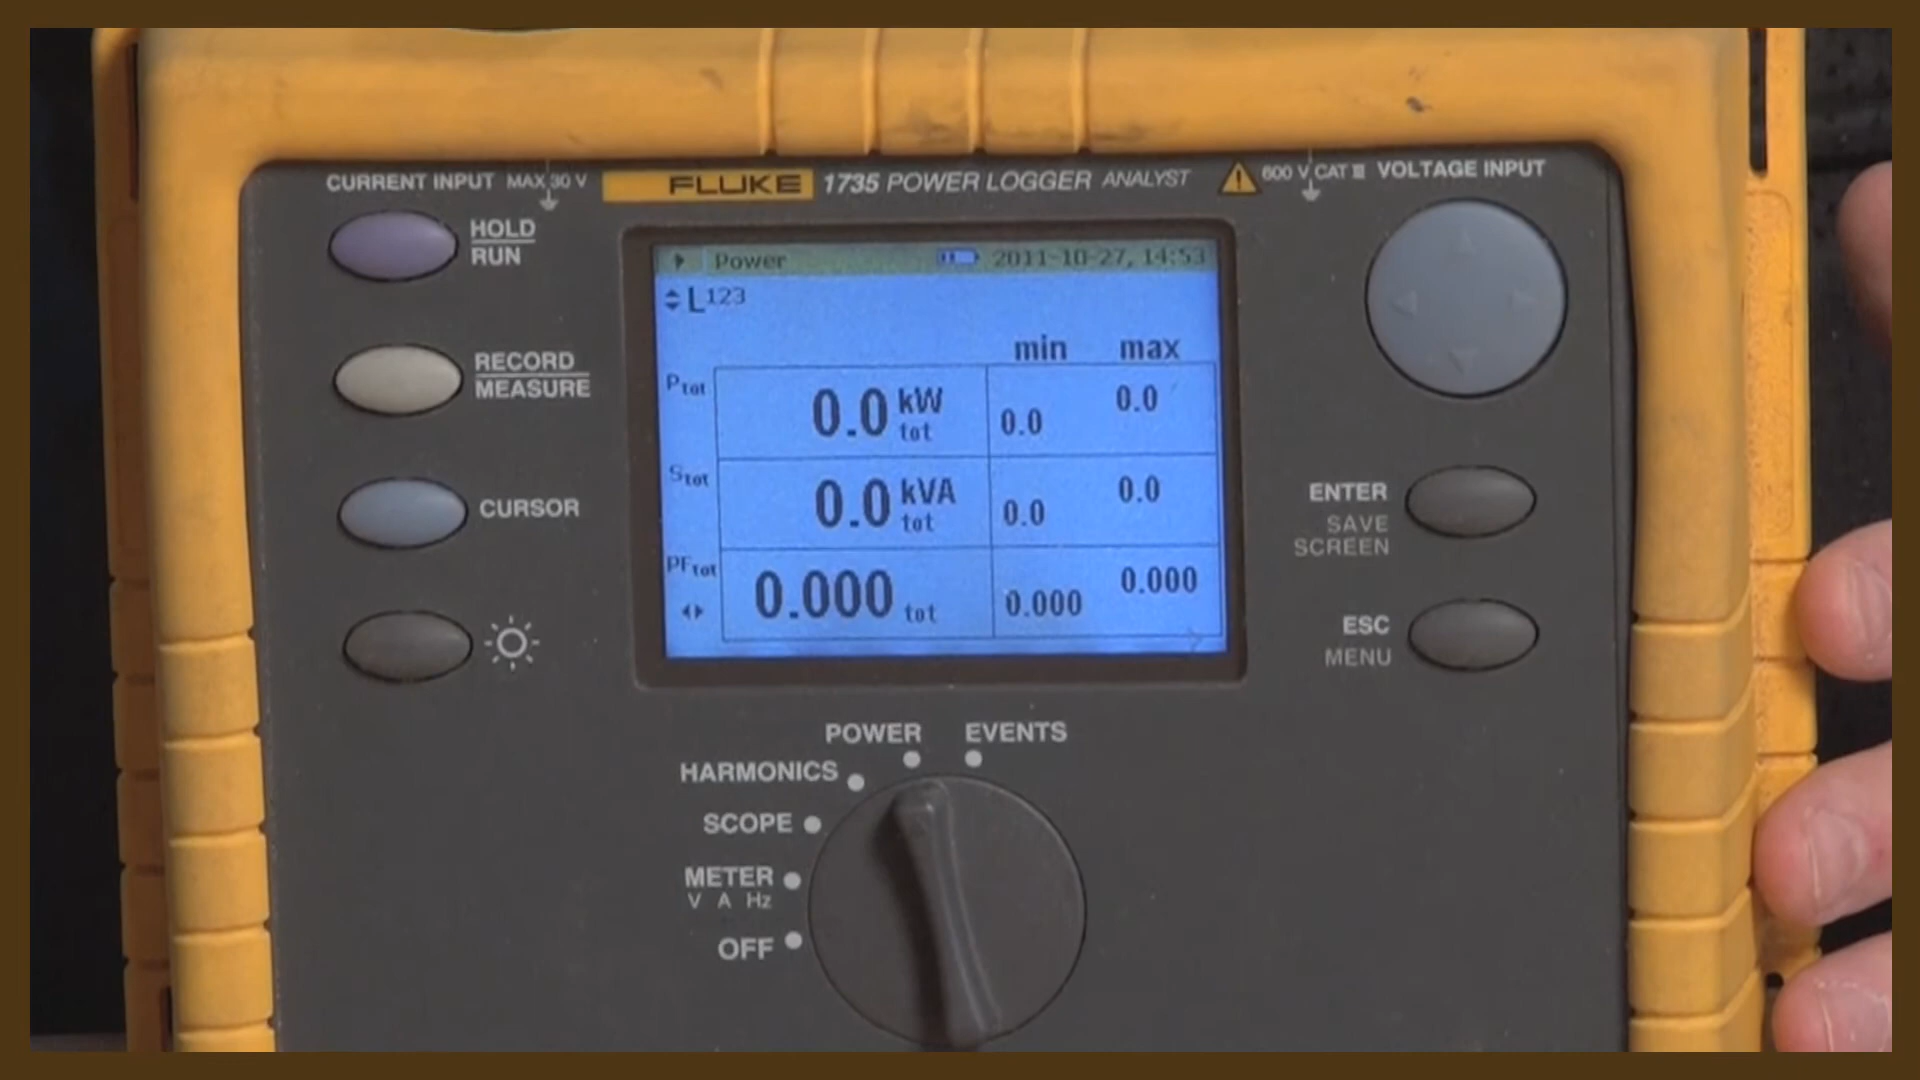 CURRENT INPUT MAX 30 V
FLUKE 1735 POWER LOGGER ANALYST
600 V CAT III VOLTAGE INPUT
HOLD
RUN
RECORD
MEASURE
CURSOR
Power 2011-10-27, 14:53
L123
min max
Ptot 0.0 kW tot 0.0 0.0
Stot 0.0 kVA tot 0.0 0.0
PFtot 0.000 tot 0.000 0.000
ENTER
SAVE
SCREEN
ESC
MENU
POWER EVENTS
HARMONICS
SCOPE
METER
V A Hz
OFF